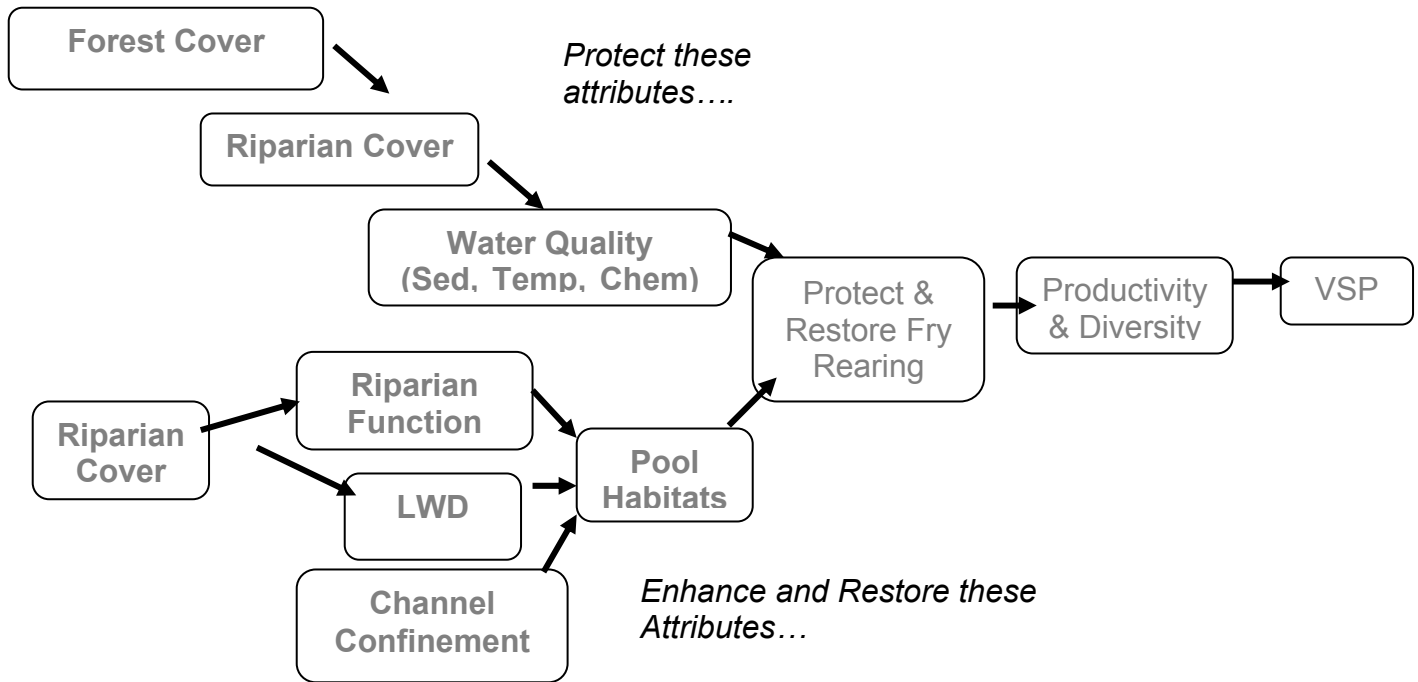 Forest Cover
Protect these
attributes….
Riparian Cover
Water Quality
(Sed, Temp, Chem)
Protect &
Restore Fry
Rearing
Productivity
& Diversity
VSP
Riparian
Cover
Riparian
Function
LWD
Pool
Habitats
Channel
Confinement
Enhance and Restore these
Attributes…